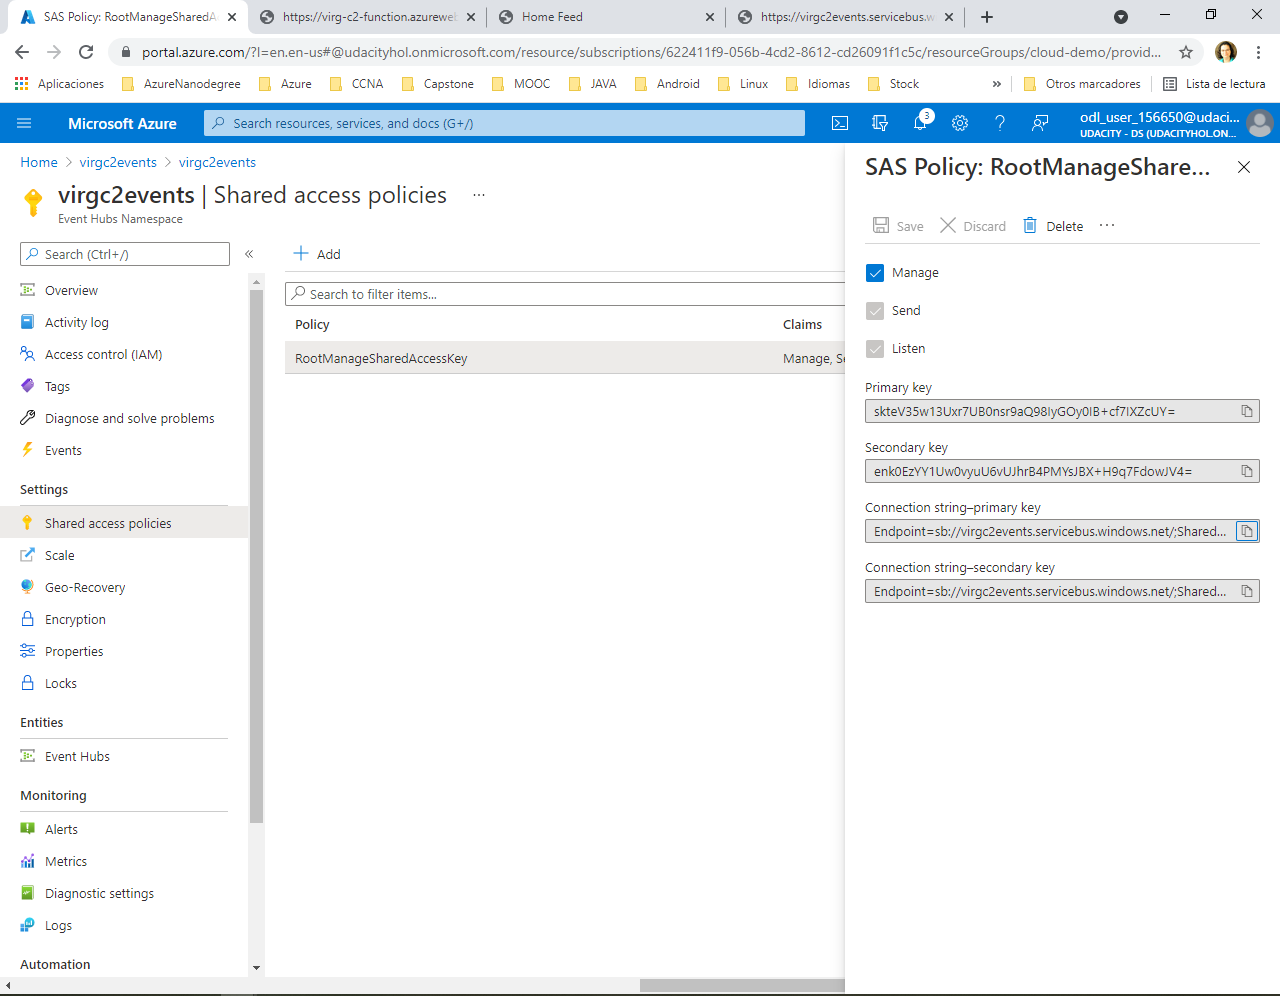 SAS Policy: RootManageSharedA
https://virg-c2-function.azureweb
Home Feed
https://virgc2events.servicebus.w
portal.azure.com/?l=en.en-us#@udacityhol.onmicrosoft.com/resource/subscriptions/622411f9-056b-4cd2-8612-cd26091f1c5c/resourceGroups/cloud-demo/provid...
Aplicaciones
AzureNanodegree
Azure
CCNA
Capstone
MOOC
JAVA
Android
Linux
Idiomas
Stock
»
Otros marcadores
Lista de lectura
Microsoft Azure
Search resources, services, and docs (G+/)
3
odl_user_156650@udaci...
UDACITY - DS (UDACITYHOL.ON...
Home > virgc2events > virgc2events
virgc2events | Shared access policies ...
Event Hubs Namespace
Search (Ctrl+/)
«
Overview
Activity log
Access control (IAM)
Tags
Diagnose and solve problems
Events
Settings
Shared access policies
Scale
Geo-Recovery
Encryption
Properties
Locks
Entities
Event Hubs
Monitoring
Alerts
Metrics
Diagnostic settings
Logs
Automation
Add
Search to filter items...
Policy Claims
RootManageSharedAccessKey Manage, Se
SAS Policy: RootManageShare...
Save Discard Delete ...
Manage
Send
Listen
Primary key
skteV35w13Uxr7UB0nsr9aQ98IyGOy0IB+cf7IXZcUY=
Secondary key
enk0EzYY1Uw0vyuU6vUJhrB4PMYsJBX+H9q7FdowJV4=
Connection string–primary key
Endpoint=sb://virgc2events.servicebus.windows.net/;Shared...
Connection string–secondary key
Endpoint=sb://virgc2events.servicebus.windows.net/;Shared...